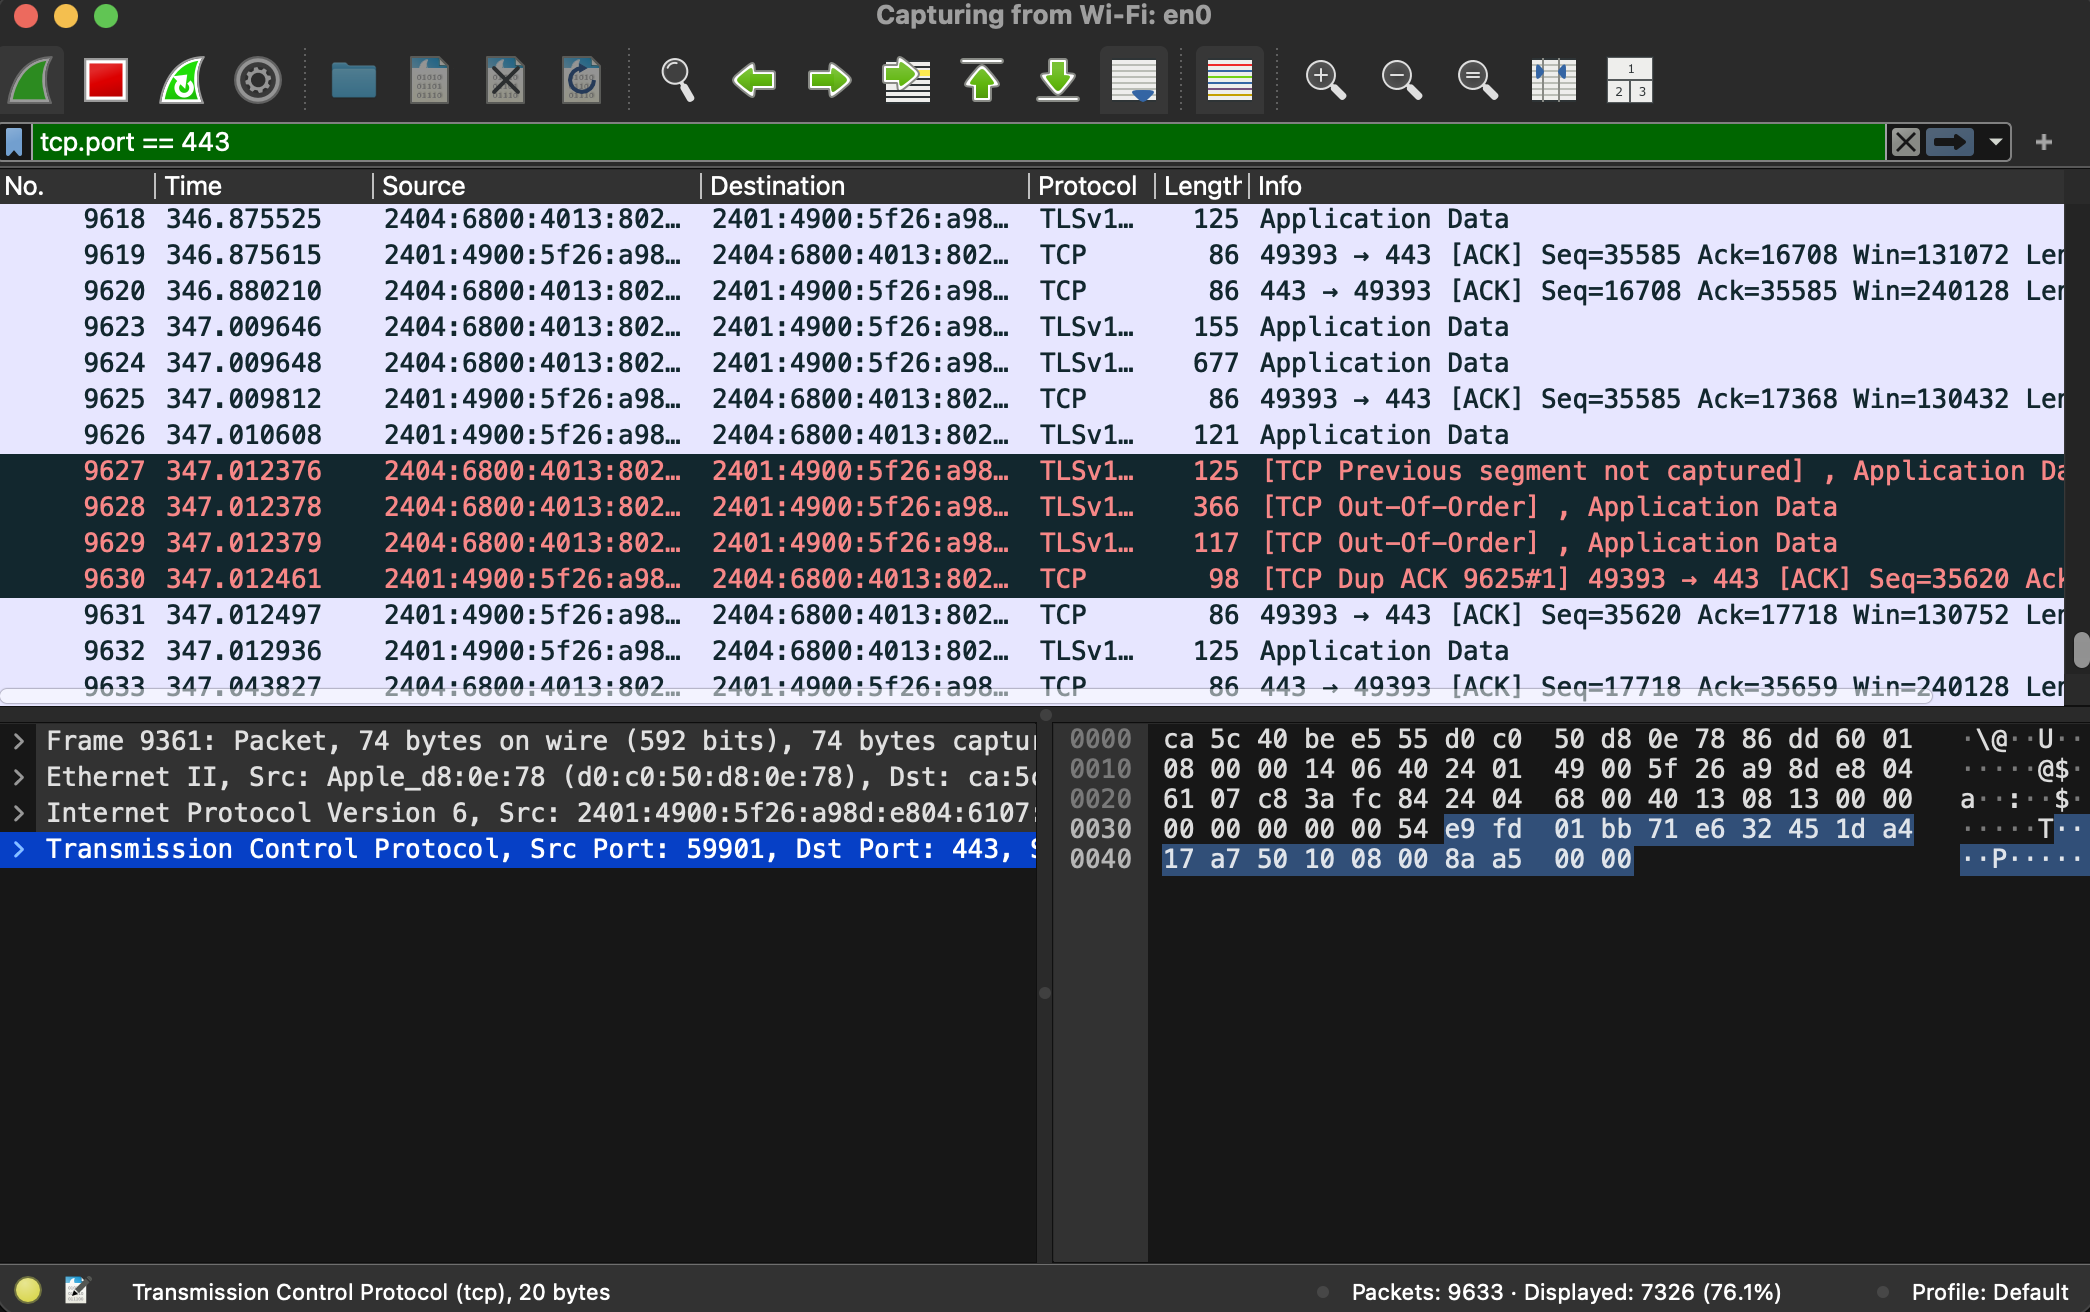 Capturing from Wi-Fi: en0
1
2 3
tcp.port == 443
No. Time Source Destination Protocol Length Info
9618 346.875525 2404:6800:4013:802… 2401:4900:5f26:a98… TLSv1… 125 Application Data
9619 346.875615 2401:4900:5f26:a98… 2404:6800:4013:802… TCP 86 49393 → 443 [ACK] Seq=35585 Ack=16708 Win=131072 Len
9620 346.880210 2404:6800:4013:802… 2401:4900:5f26:a98… TCP 86 443 → 49393 [ACK] Seq=16708 Ack=35585 Win=240128 Len
9623 347.009646 2404:6800:4013:802… 2401:4900:5f26:a98… TLSv1… 155 Application Data
9624 347.009648 2404:6800:4013:802… 2401:4900:5f26:a98… TLSv1… 677 Application Data
9625 347.009812 2401:4900:5f26:a98… 2404:6800:4013:802… TCP 86 49393 → 443 [ACK] Seq=35585 Ack=17368 Win=130432 Len
9626 347.010608 2401:4900:5f26:a98… 2404:6800:4013:802… TLSv1… 121 Application Data
9627 347.012376 2404:6800:4013:802… 2401:4900:5f26:a98… TLSv1… 125 [TCP Previous segment not captured] , Application Da
9628 347.012378 2404:6800:4013:802… 2401:4900:5f26:a98… TLSv1… 366 [TCP Out-Of-Order] , Application Data
9629 347.012379 2404:6800:4013:802… 2401:4900:5f26:a98… TLSv1… 117 [TCP Out-Of-Order] , Application Data
9630 347.012461 2401:4900:5f26:a98… 2404:6800:4013:802… TCP 98 [TCP Dup ACK 9625#1] 49393 → 443 [ACK] Seq=35620 Ack
9631 347.012497 2401:4900:5f26:a98… 2404:6800:4013:802… TCP 86 49393 → 443 [ACK] Seq=35620 Ack=17718 Win=130752 Len
9632 347.012936 2401:4900:5f26:a98… 2404:6800:4013:802… TLSv1… 125 Application Data
9633 347.043827 2404:6800:4013:802… 2401:4900:5f26:a98… TCP 86 443 → 49393 [ACK] Seq=17718 Ack=35659 Win=240128 Len
Frame 9361: Packet, 74 bytes on wire (592 bits), 74 bytes captur
Ethernet II, Src: Apple_d8:0e:78 (d0:c0:50:d8:0e:78), Dst: ca:5c
Internet Protocol Version 6, Src: 2401:4900:5f26:a98d:e804:6107:
Transmission Control Protocol, Src Port: 59901, Dst Port: 443, S
0000 ca 5c 40 be e5 55 d0 c0 50 d8 0e 78 86 dd 60 01 ·\@··U··
0010 08 00 00 14 06 40 24 01 49 00 5f 26 a9 8d e8 04 ·····@$·
0020 61 07 c8 3a fc 84 24 04 68 00 40 13 08 13 00 00 a··:··$·
0030 00 00 00 00 00 54 e9 fd 01 bb 71 e6 32 45 1d a4 ·····T··
0040 17 a7 50 10 08 00 8a a5 00 00 ··P·····
Transmission Control Protocol (tcp), 20 bytes
Packets: 9633 · Displayed: 7326 (76.1%)
Profile: Default